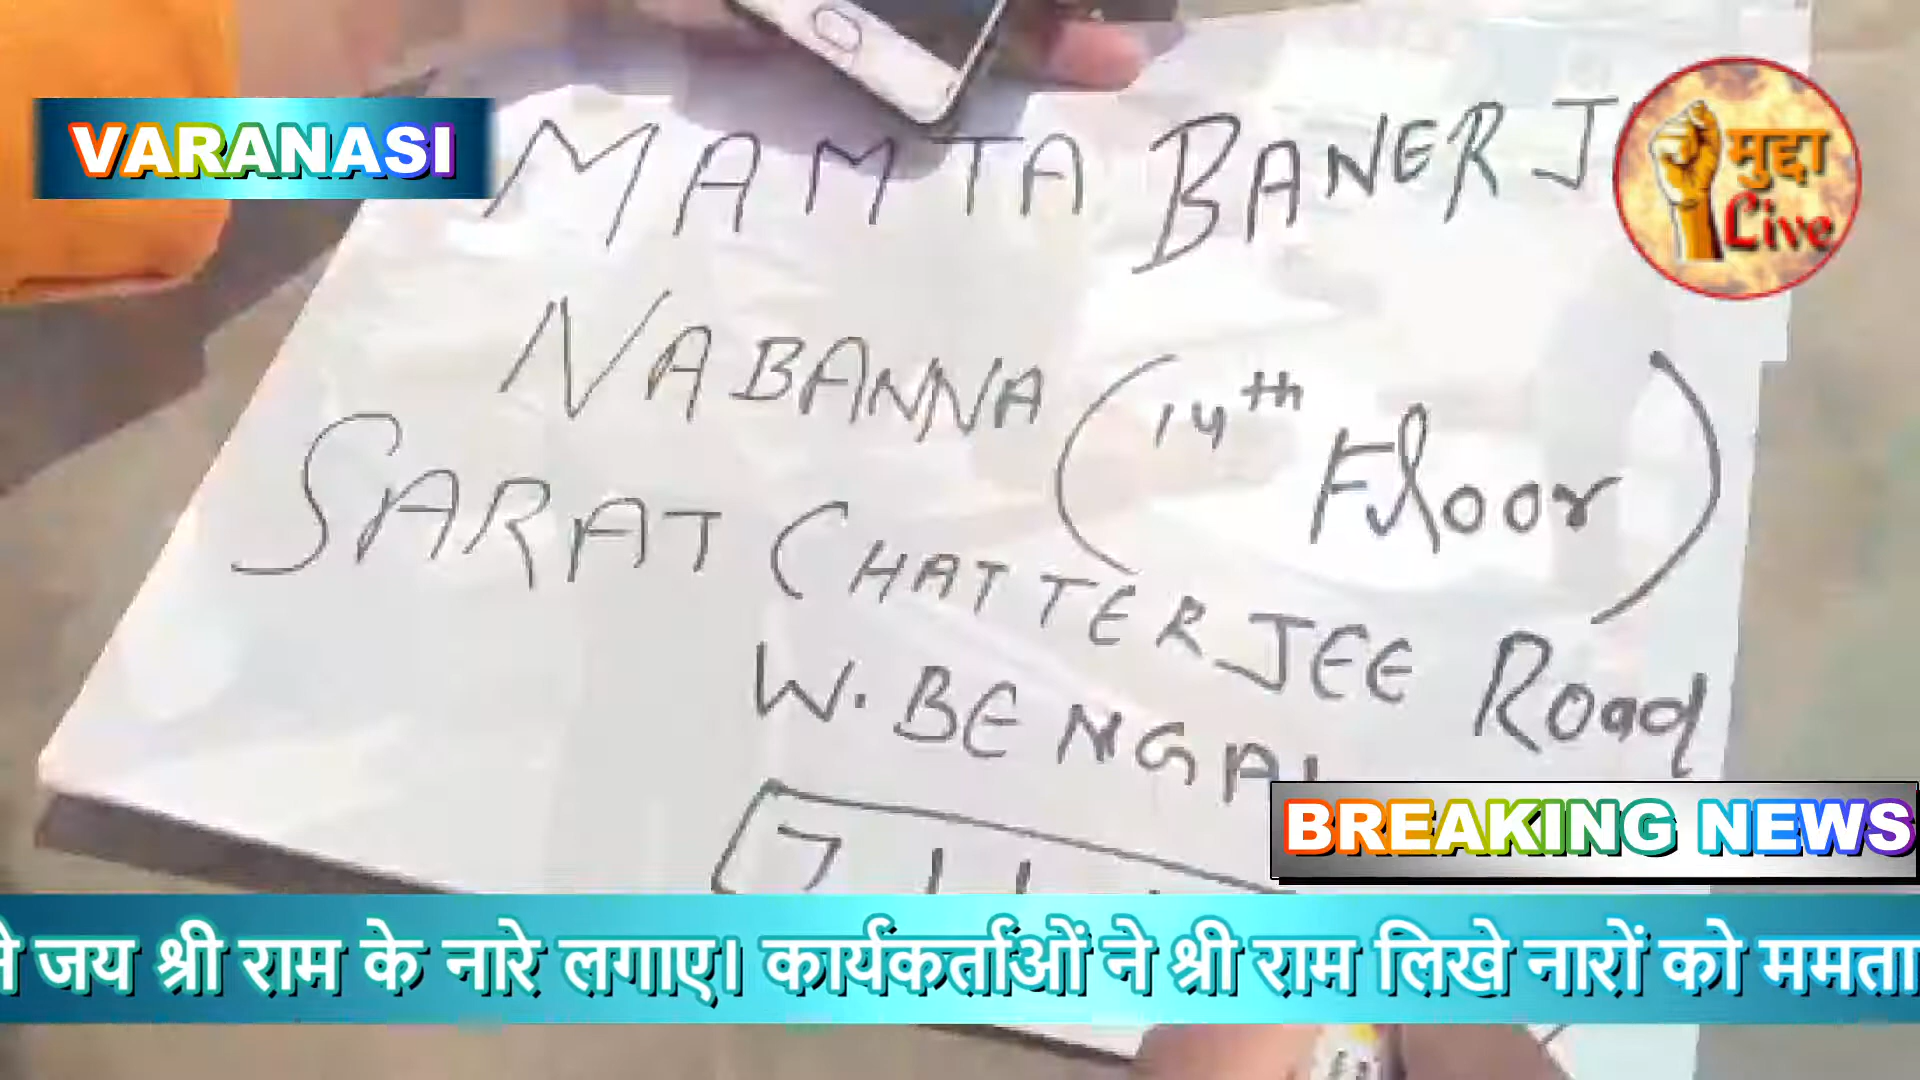 VARANASI
MAMTA BANERJ
मुद्दा
Live
NABANNA (14th Floor)
SARAT CHATTERJEE Road
W. BENGAL
BREAKING NEWS
जय श्री राम के नारे लगाए। कार्यकर्ताओं ने श्री राम लिखे नारों को ममता